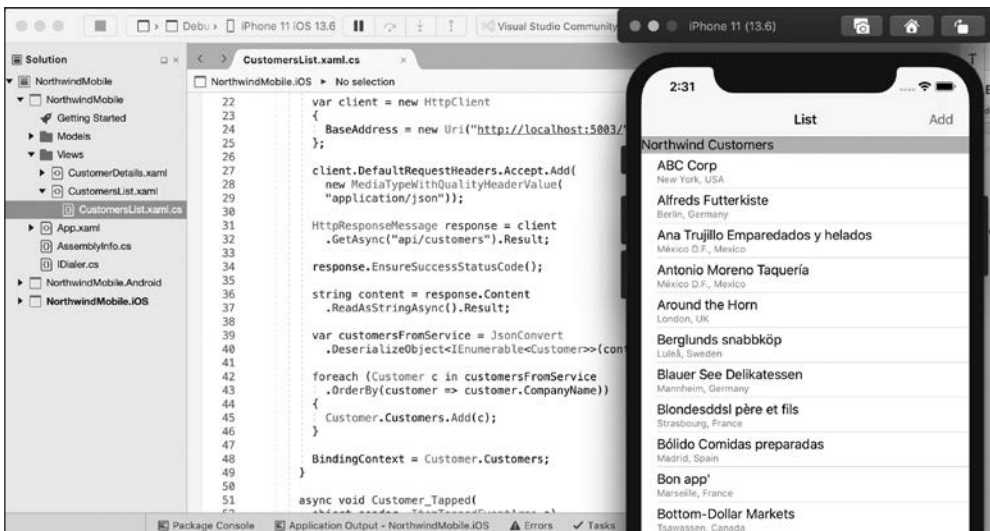 Debu › iPhone 11 iOS 13.6
Visual Studio Community
Solution
NorthwindMobile
NorthwindMobile
Getting Started
Models
Views
CustomerDetails.xaml
CustomersList.xaml
CustomersList.xaml.cs
App.xaml
AssemblyInfo.cs
IDialer.cs
NorthwindMobile.Android
NorthwindMobile.iOS
CustomersList.xaml.cs
NorthwindMobile.iOS ▸ No selection
22 var client = new HttpClient
23 {
24 BaseAddress = new Uri("http://localhost:5003/"
25 };
26
27 client.DefaultRequestHeaders.Accept.Add(
28 new MediaTypeWithQualityHeaderValue(
29 "application/json"));
30
31 HttpResponseMessage response = client
32 .GetAsync("api/customers").Result;
33
34 response.EnsureSuccessStatusCode();
35
36 string content = response.Content
37 .ReadAsStringAsync().Result;
38
39 var customersFromService = JsonConvert
40 .DeserializeObject<IEnumerable<Customer>>(cont
41
42 foreach (Customer c in customersFromService
43 .OrderBy(customer => customer.CompanyName))
44 {
45 Customer.Customers.Add(c);
46 }
47
48 BindingContext = Customer.Customers;
49 }
50
51 async void Customer_Tapped(
Package Console
Application Output - NorthwindMobile.iOS
Errors
Tasks
iPhone 11 (13.6)
2:31
List
Add
Northwind Customers
ABC Corp
New York, USA
Alfreds Futterkiste
Berlin, Germany
Ana Trujillo Emparedados y helados
México D.F., Mexico
Antonio Moreno Taquería
México D.F., Mexico
Around the Horn
London, UK
Berglunds snabbköp
Luleå, Sweden
Blauer See Delikatessen
Mannheim, Germany
Blondesddsl père et fils
Strasbourg, France
Bólido Comidas preparadas
Madrid, Spain
Bon app'
Marseille, France
Bottom-Dollar Markets
Tsawassen, Canada